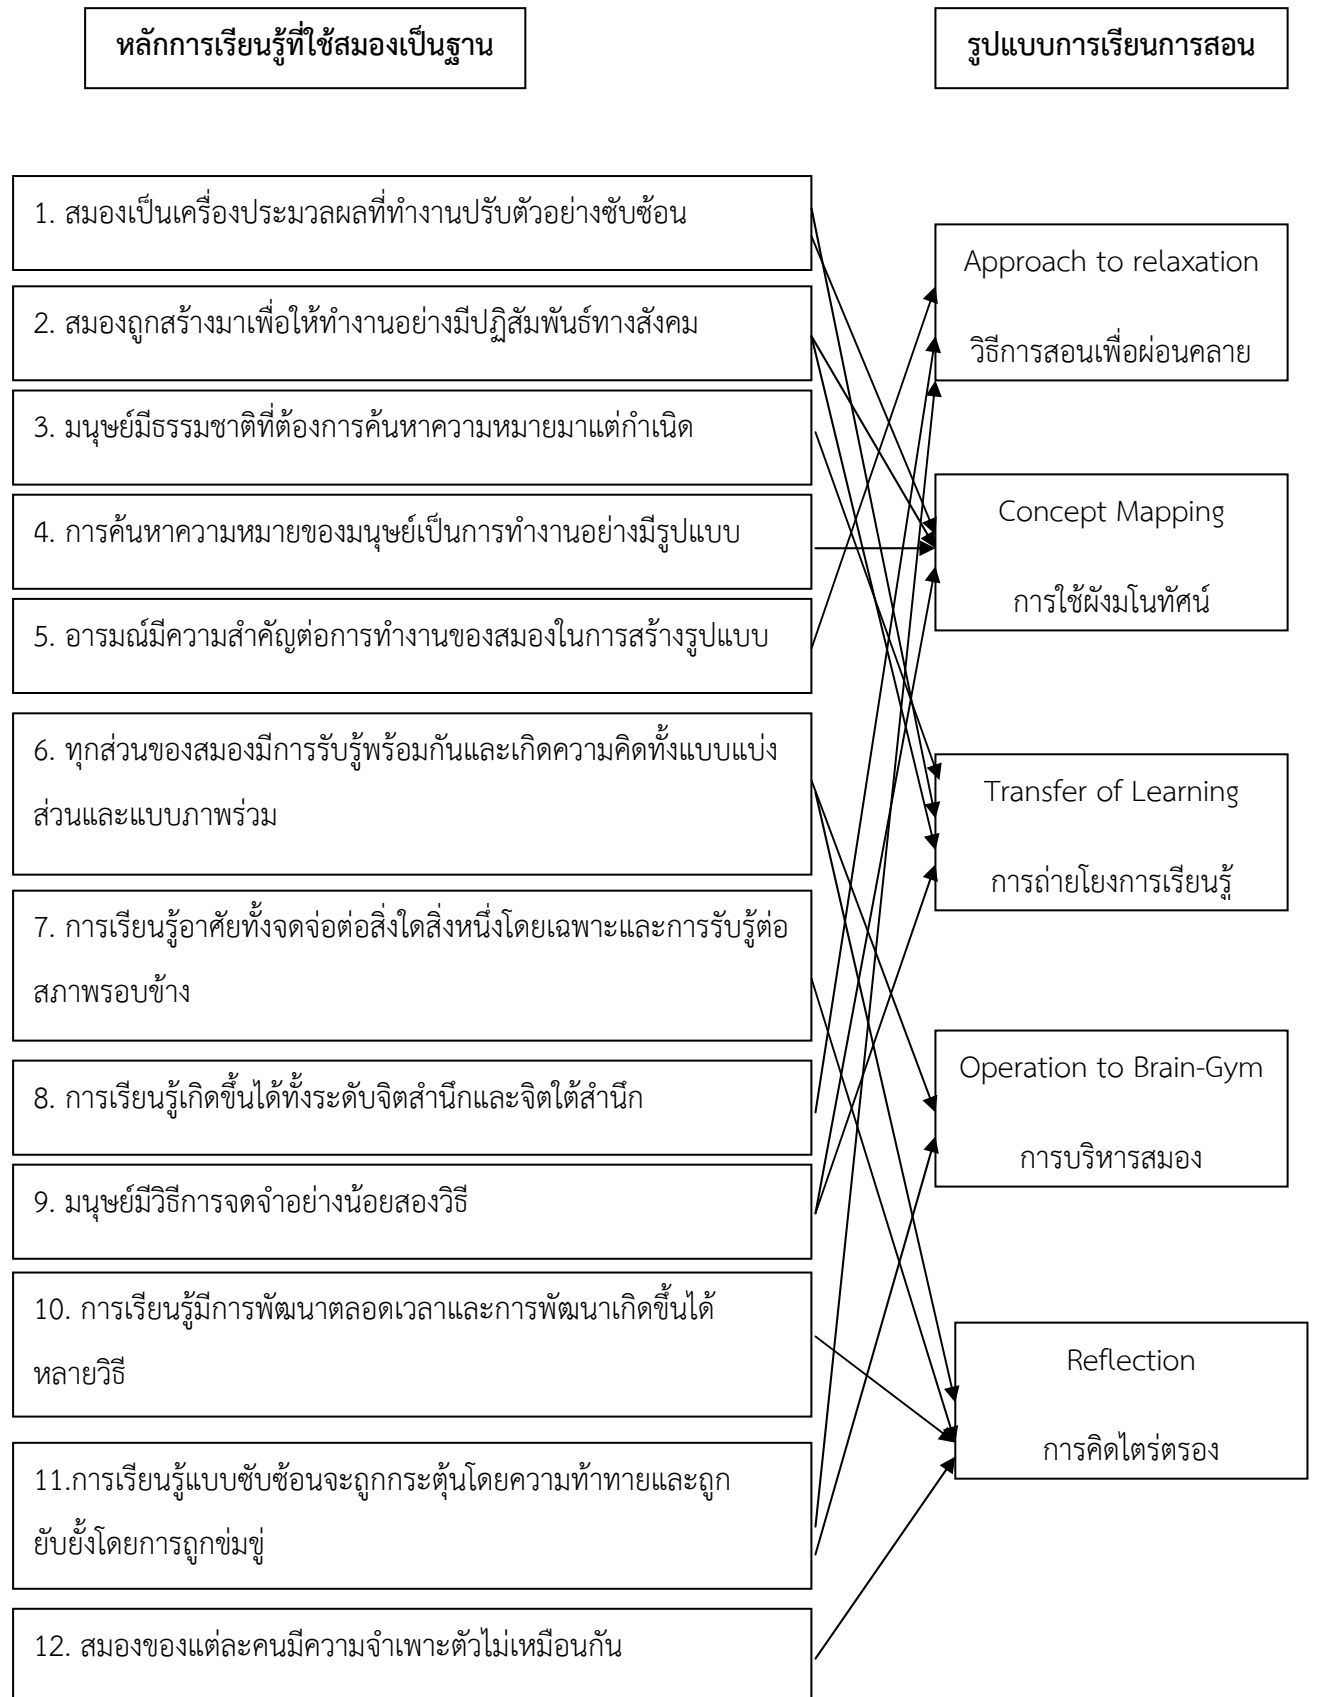 หลักการเรียนรู้ที่ใช้สมองเป็นฐาน
รูปแบบการเรียนการสอน
1. สมองเป็นเครื่องประมวลผลที่ทำงานปรับตัวอย่างซับซ้อน
2. สมองถูกสร้างมาเพื่อให้ทำงานอย่างมีปฏิสัมพันธ์ทางสังคม
3. มนุษย์มีธรรมชาติที่ต้องการค้นหาความหมายมาแต่กำเนิด
4. การค้นหาความหมายของมนุษย์เป็นการทำงานอย่างมีรูปแบบ
5. อารมณ์มีความสำคัญต่อการทำงานของสมองในการสร้างรูปแบบ
6. ทุกส่วนของสมองมีการรับรู้พร้อมกันและเกิดความคิดทั้งแบบแบ่ง
ส่วนและแบบภาพร่วม
7. การเรียนรู้อาศัยทั้งจดจ่อต่อสิ่งใดสิ่งหนึ่งโดยเฉพาะและการรับรู้ต่อ
สภาพรอบข้าง
8. การเรียนรู้เกิดขึ้นได้ทั้งระดับจิตสำนึกและจิตใต้สำนึก
9. มนุษย์มีวิธีการจดจำอย่างน้อยสองวิธี
10. การเรียนรู้มีการพัฒนาตลอดเวลาและการพัฒนาเกิดขึ้นได้
หลายวิธี
11.การเรียนรู้แบบซับซ้อนจะถูกกระตุ้นโดยความท้าทายและถูก
ยับยั้งโดยการถูกข่มขู่
12. สมองของแต่ละคนมีความจำเพาะตัวไม่เหมือนกัน
Approach to relaxation
วิธีการสอนเพื่อผ่อนคลาย
Concept Mapping
การใช้ผังมโนทัศน์
Transfer of Learning
การถ่ายโยงการเรียนรู้
Operation to Brain-Gym
การบริหารสมอง
Reflection
การคิดไตร่ตรอง